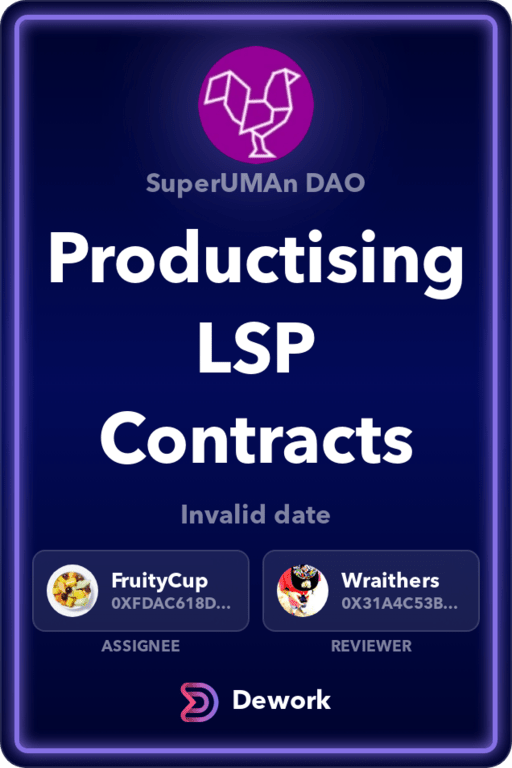 SuperUMAn DAO
Productising
LSP
Contracts
Invalid date
FruityCup
0XFDAC618D...
ASSIGNEE
Wraithers
0X31A4C53B...
REVIEWER
Dework